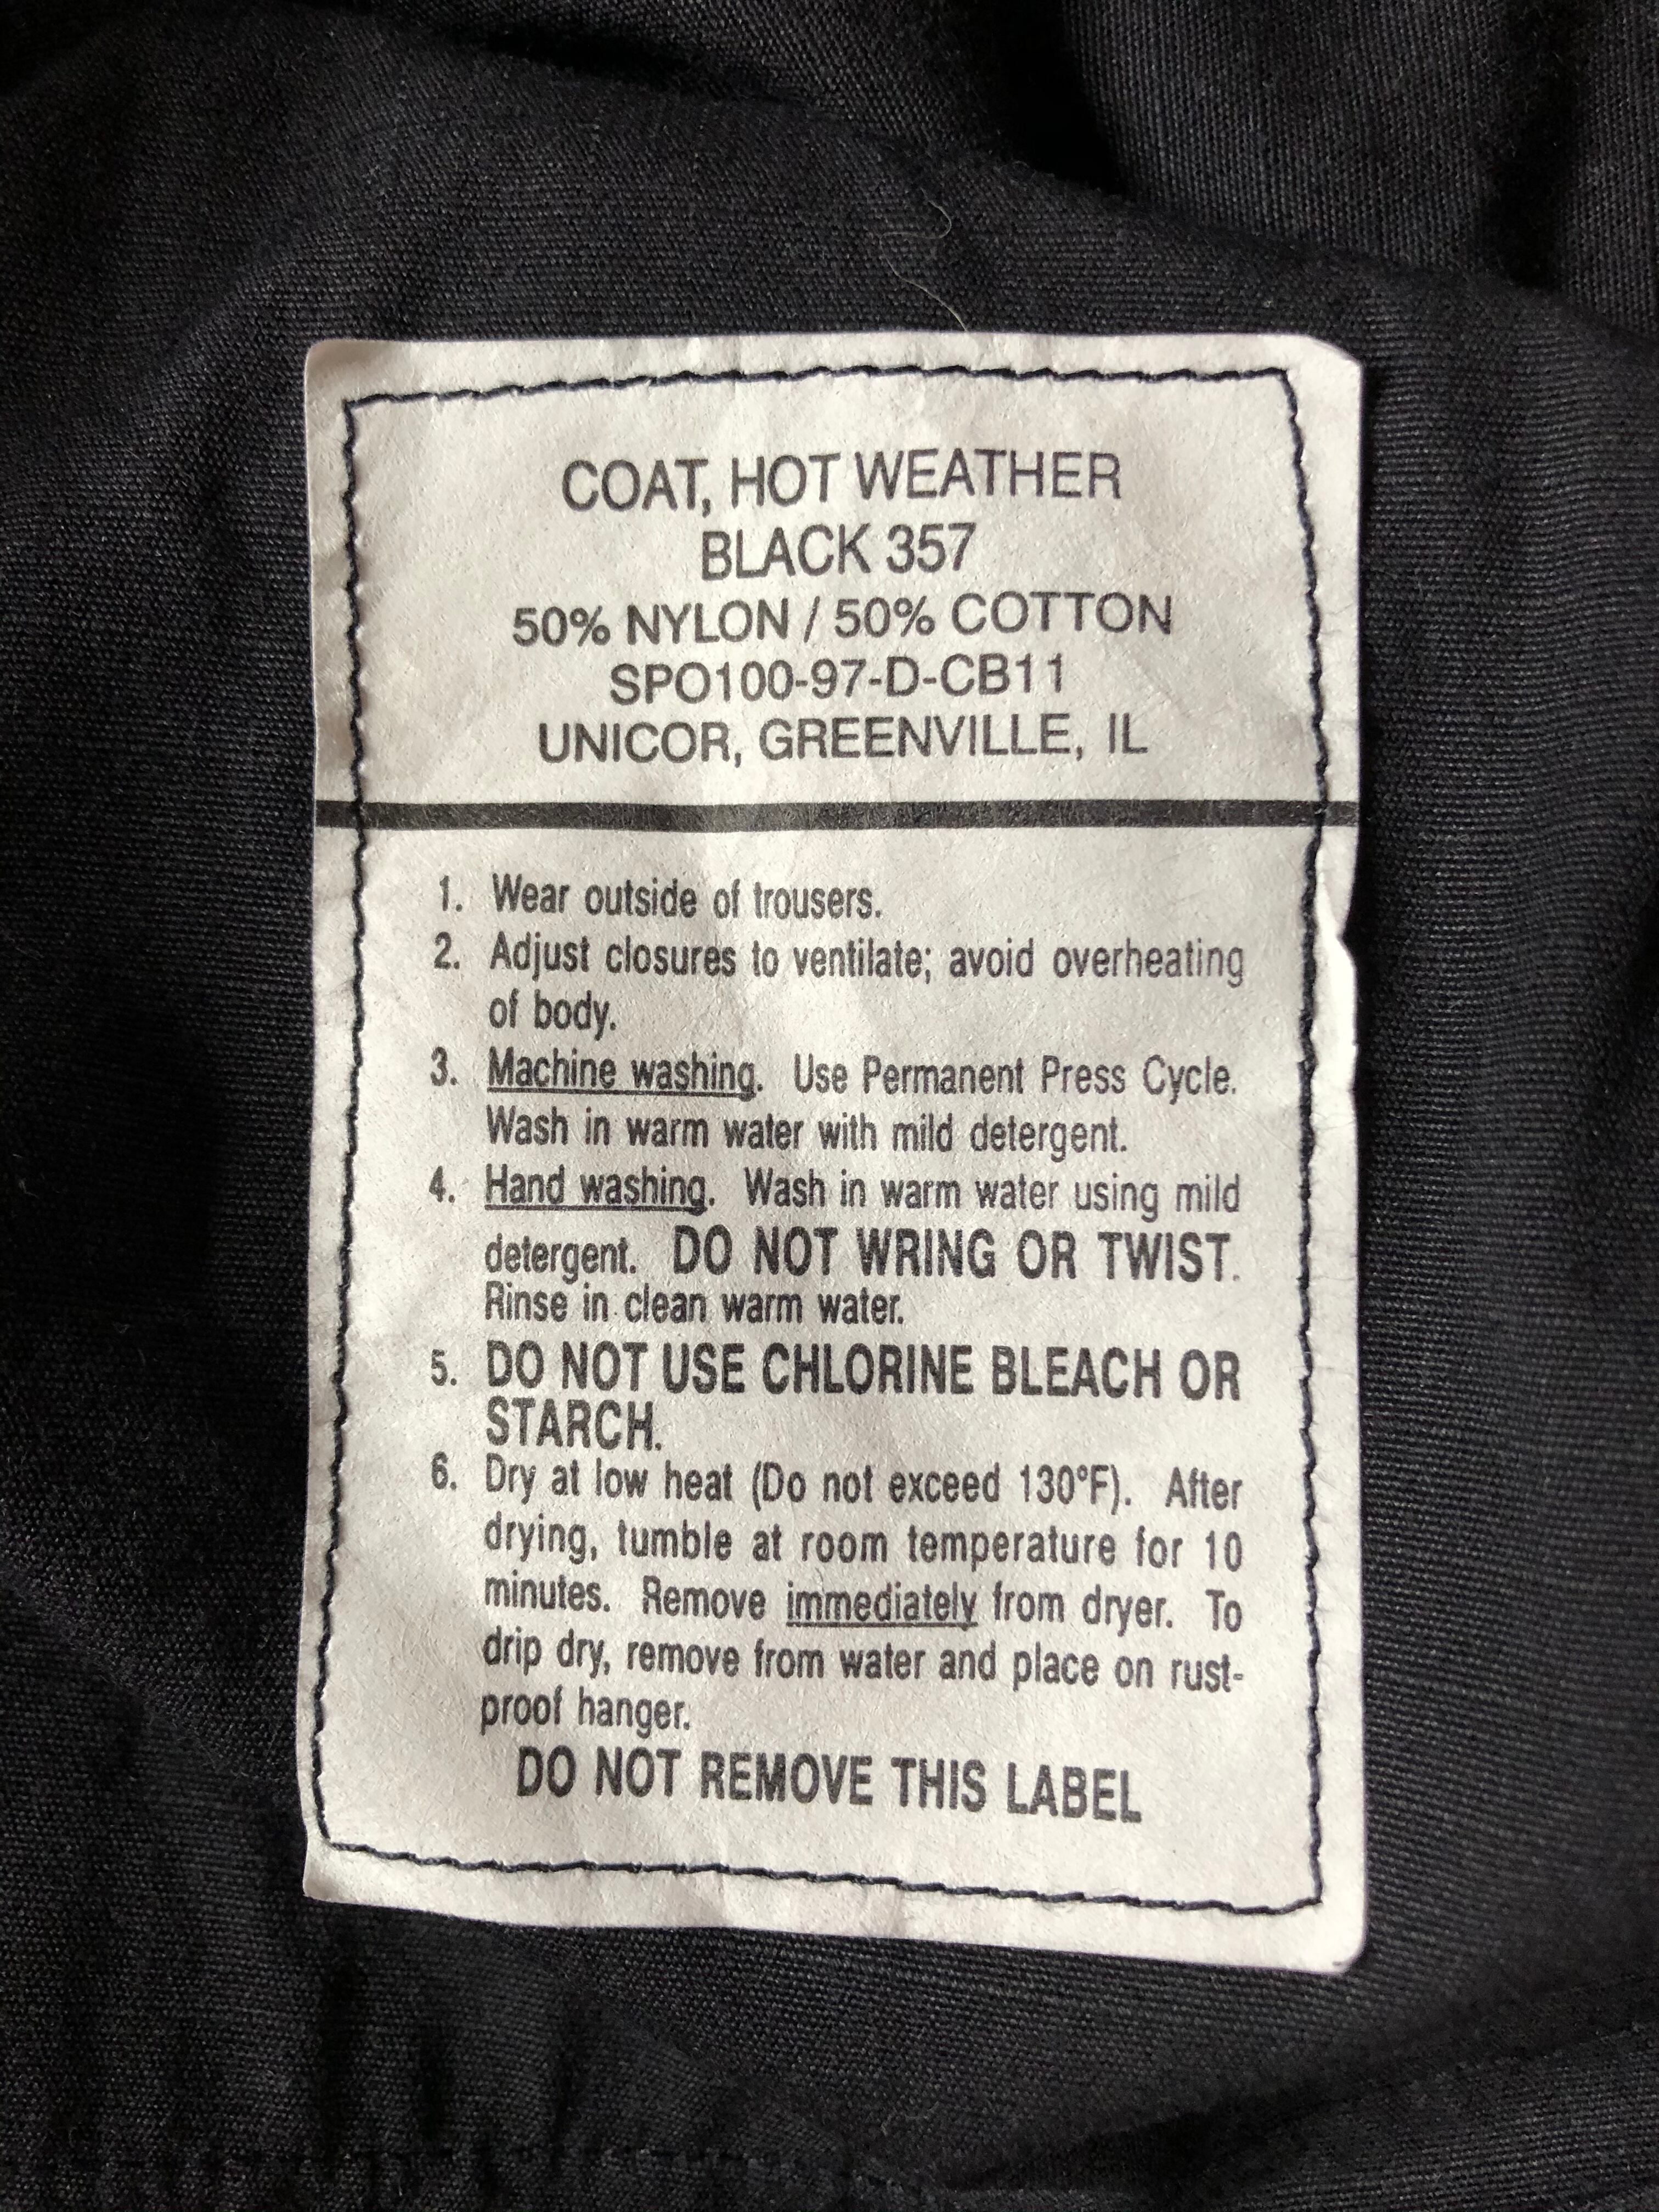 COAT, HOT WEATHER
BLACK 357
50% NYLON / 50% COTTON
SPO100-97-D-CB11
UNICOR, GREENVILLE, IL
1. Wear outside of trousers.
2. Adjust closures to ventilate; avoid overheating
of body.
3. Machine washing. Use Permanent Press Cycle.
Wash in warm water with mild detergent.
4. Hand washing. Wash in warm water using mild
detergent. DO NOT WRING OR TWIST.
Rinse in clean warm water.
5. DO NOT USE CHLORINE BLEACH OR
STARCH.
6. Dry at low heat (Do not exceed 130°F). After
drying, tumble at room temperature for 10
minutes. Remove immediately from dryer. To
drip dry, remove from water and place on rust-
proof hanger.
DO NOT REMOVE THIS LABEL